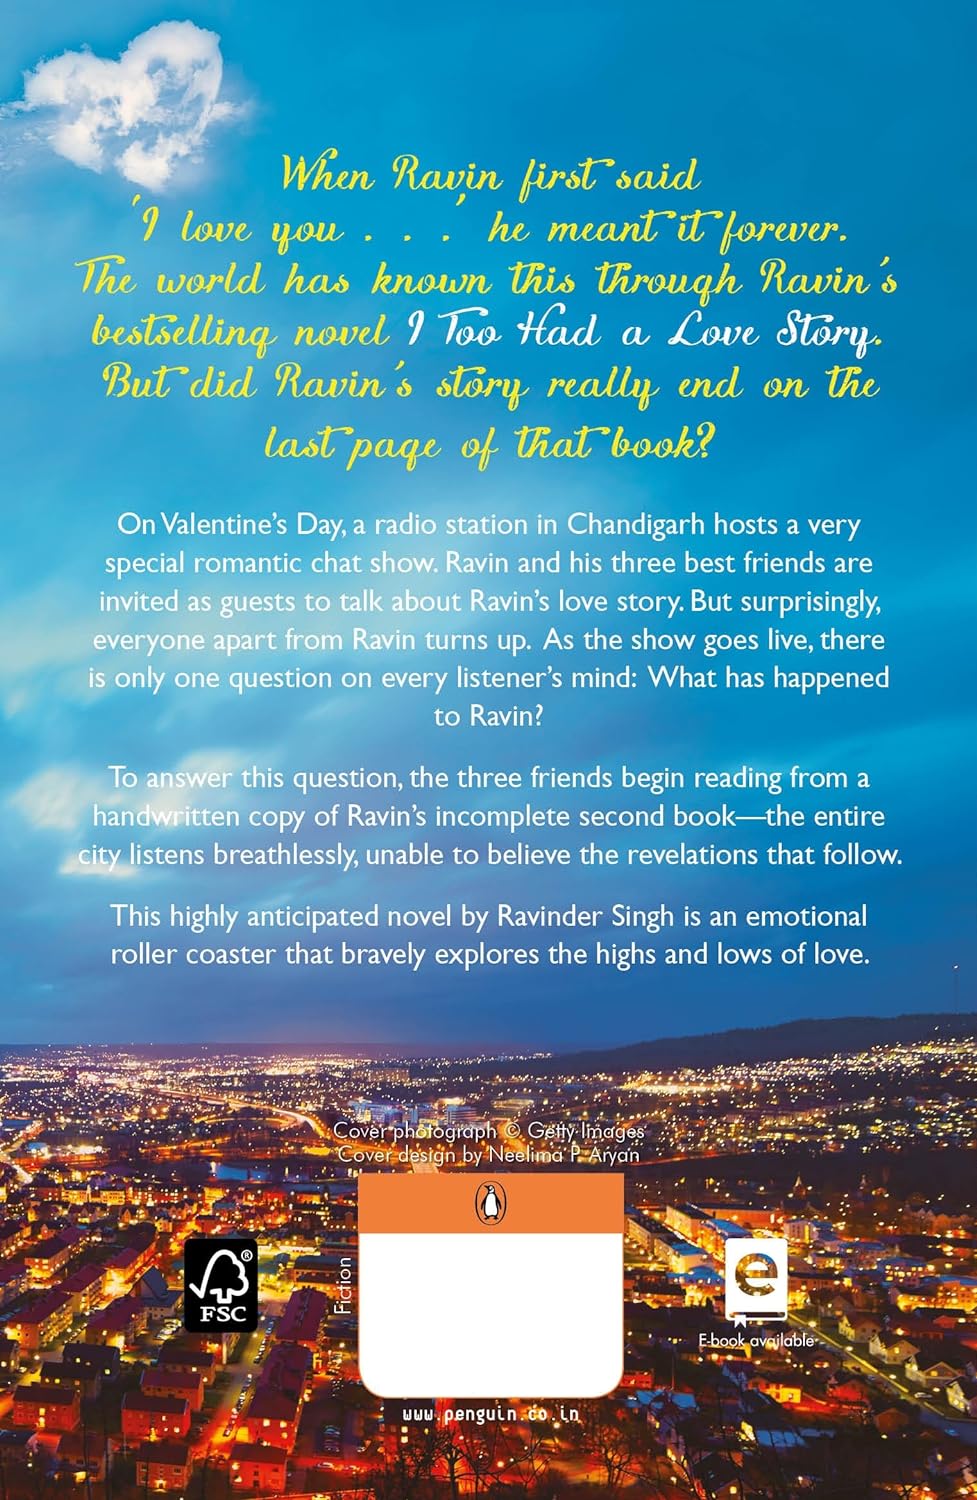 When Ravin first said
'I love you . . .' he meant it forever.
The world has known this through Ravin's
bestselling novel I Too Had a Love Story.
But did Ravin's story really end on the
last page of that book?
On Valentine's Day, a radio station in Chandigarh hosts a very
special romantic chat show. Ravin and his three best friends are
invited as guests to talk about Ravin's love story. But surprisingly,
everyone apart from Ravin turns up. As the show goes live, there
is only one question on every listener's mind: What has happened
to Ravin?
To answer this question, the three friends begin reading from a
handwritten copy of Ravin's incomplete second book—the entire
city listens breathlessly, unable to believe the revelations that follow.
This highly anticipated novel by Ravinder Singh is an emotional
roller coaster that bravely explores the highs and lows of love.
Cover photograph © Getty Images
Cover design by Neelima P Aryan
Fiction
®
FSC
e
E-book available
www.penguin.co.in